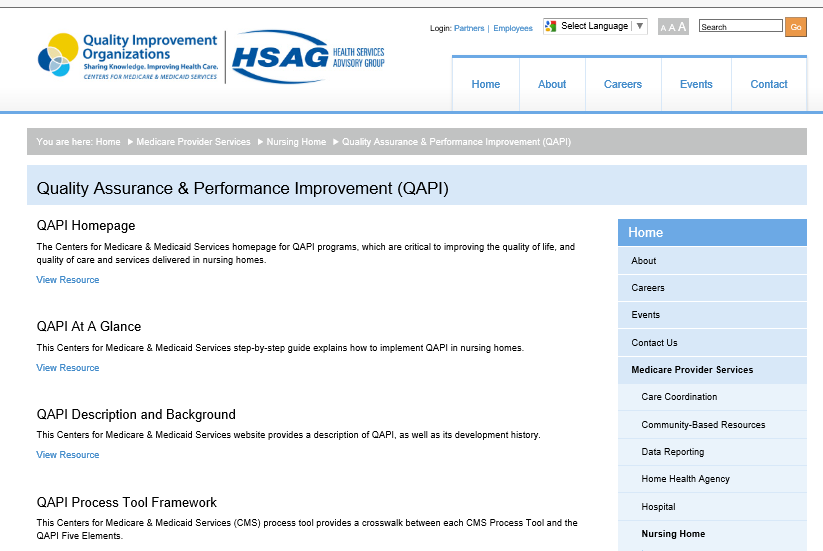 Login: Partners | Employees
Select Language ▼
A A A
Search
Go
Quality Improvement
Organizations
Sharing Knowledge. Improving Health Care.
CENTERS FOR MEDICARE & MEDICAID SERVICES
HSAG HEALTH SERVICES
ADVISORY GROUP
Home About Careers Events Contact
You are here: Home ▶ Medicare Provider Services ▶ Nursing Home ▶ Quality Assurance & Performance Improvement (QAPI)
Quality Assurance & Performance Improvement (QAPI)
QAPI Homepage
The Centers for Medicare & Medicaid Services homepage for QAPI programs, which are critical to improving the quality of life, and
quality of care and services delivered in nursing homes.
View Resource
QAPI At A Glance
This Centers for Medicare & Medicaid Services step-by-step guide explains how to implement QAPI in nursing homes.
View Resource
QAPI Description and Background
This Centers for Medicare & Medicaid Services website provides a description of QAPI, as well as its development history.
View Resource
QAPI Process Tool Framework
This Centers for Medicare & Medicaid Services (CMS) process tool provides a crosswalk between each CMS Process Tool and the
QAPI Five Elements.
Home
About
Careers
Events
Contact Us
Medicare Provider Services
Care Coordination
Community-Based Resources
Data Reporting
Home Health Agency
Hospital
Nursing Home